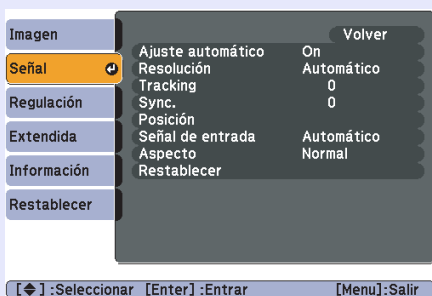 Imagen
Señal
Regulación
Extendida
Información
Restablecer
Volver
Ajuste automático On
Resolución Automático
Tracking 0
Sync. 0
Posición
Señal de entrada Automático
Aspecto Normal
Restablecer
[◆] :Seleccionar [Enter] :Entrar [Menu]:Salir